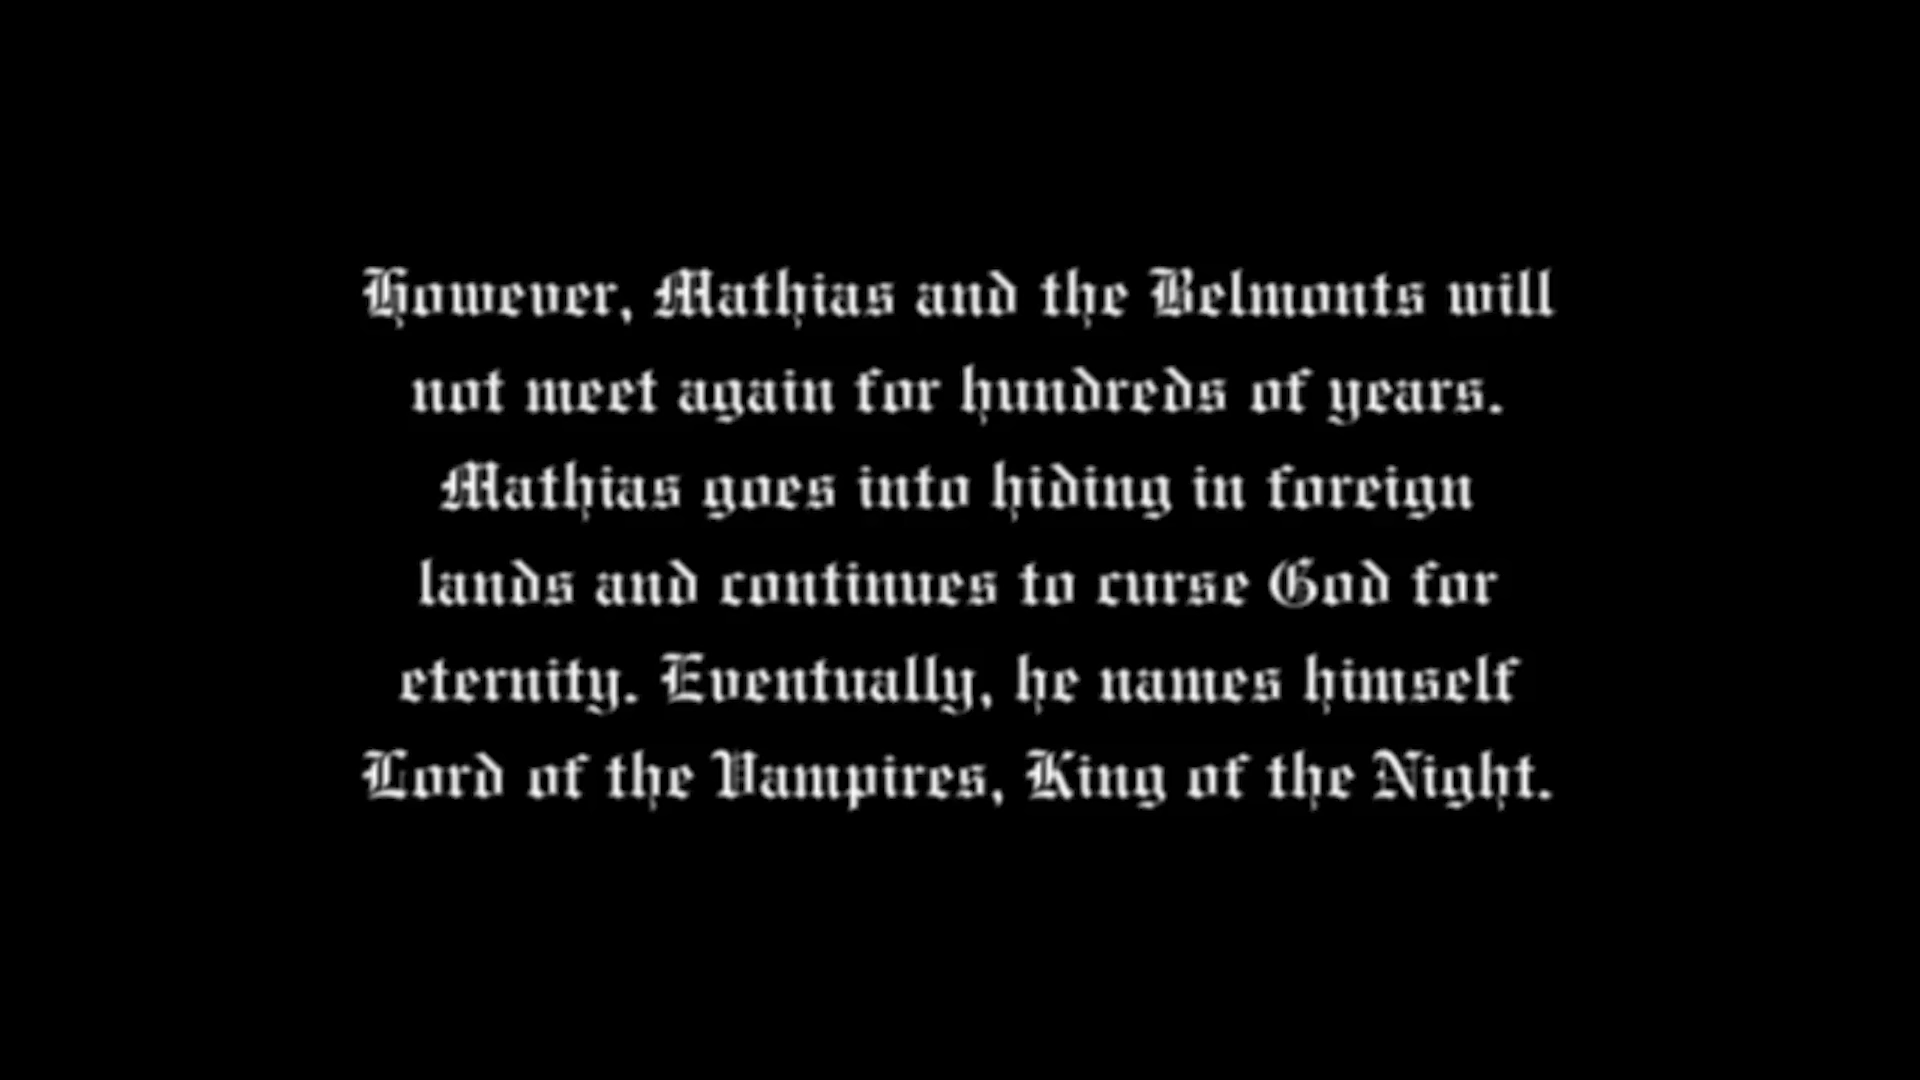 However, Mathias and the Belmonts will
not meet again for hundreds of years.
Mathias goes into hiding in foreign
lands and continues to curse God for
eternity. Eventually, he names himself
Lord of the Vampires, King of the Night.